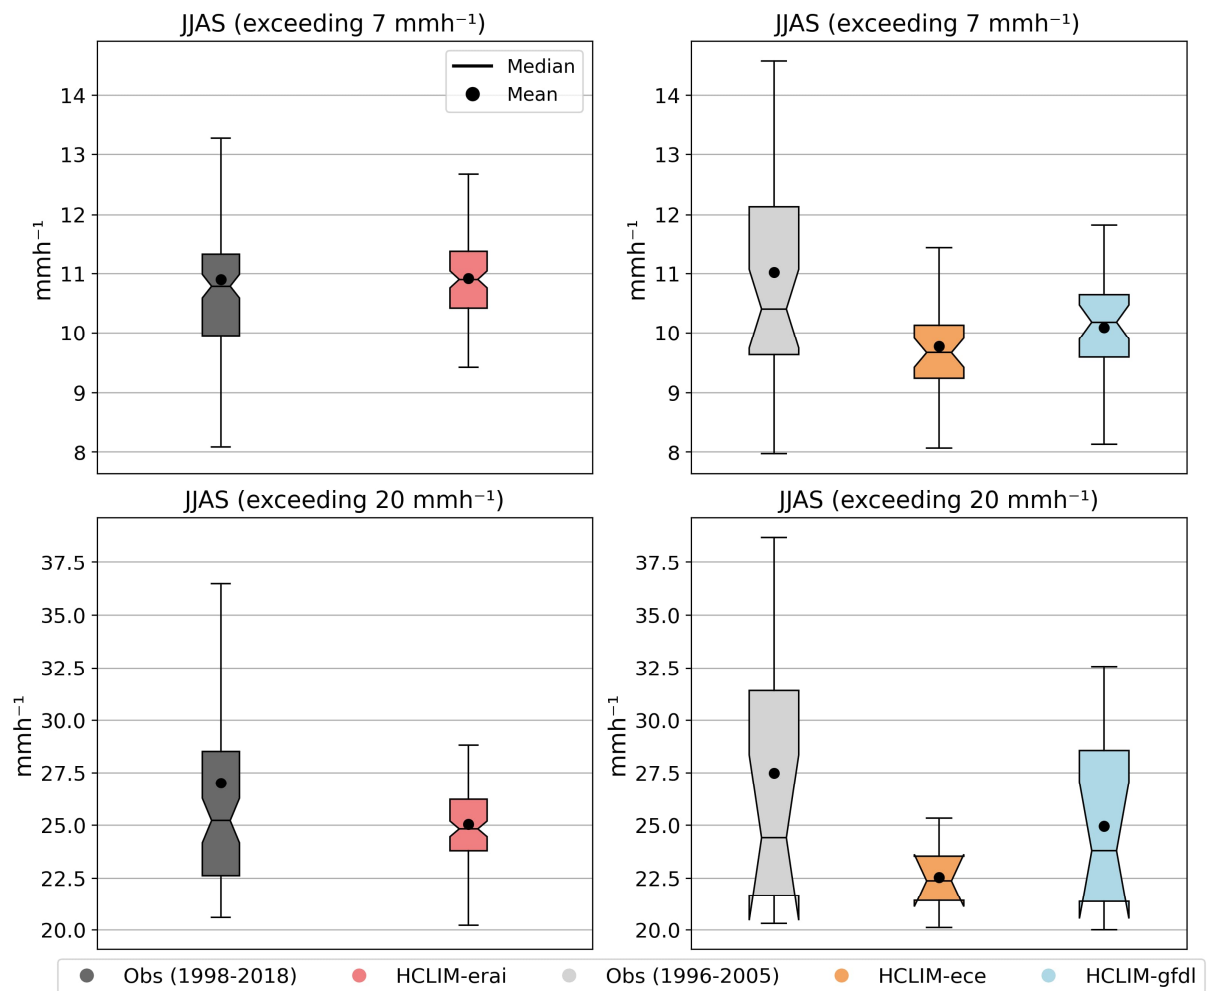 JJAS (exceeding 7 mmh⁻¹)
JJAS (exceeding 7 mmh⁻¹)
Median
Mean
14
13
12
11
10
9
8
mmh⁻¹
14
13
12
11
10
9
8
mmh⁻¹
JJAS (exceeding 20 mmh⁻¹)
JJAS (exceeding 20 mmh⁻¹)
37.5
35.0
32.5
30.0
27.5
25.0
22.5
20.0
mmh⁻¹
37.5
35.0
32.5
30.0
27.5
25.0
22.5
20.0
mmh⁻¹
Obs (1998-2018) HCLIM-erai Obs (1996-2005) HCLIM-ece HCLIM-gfdl